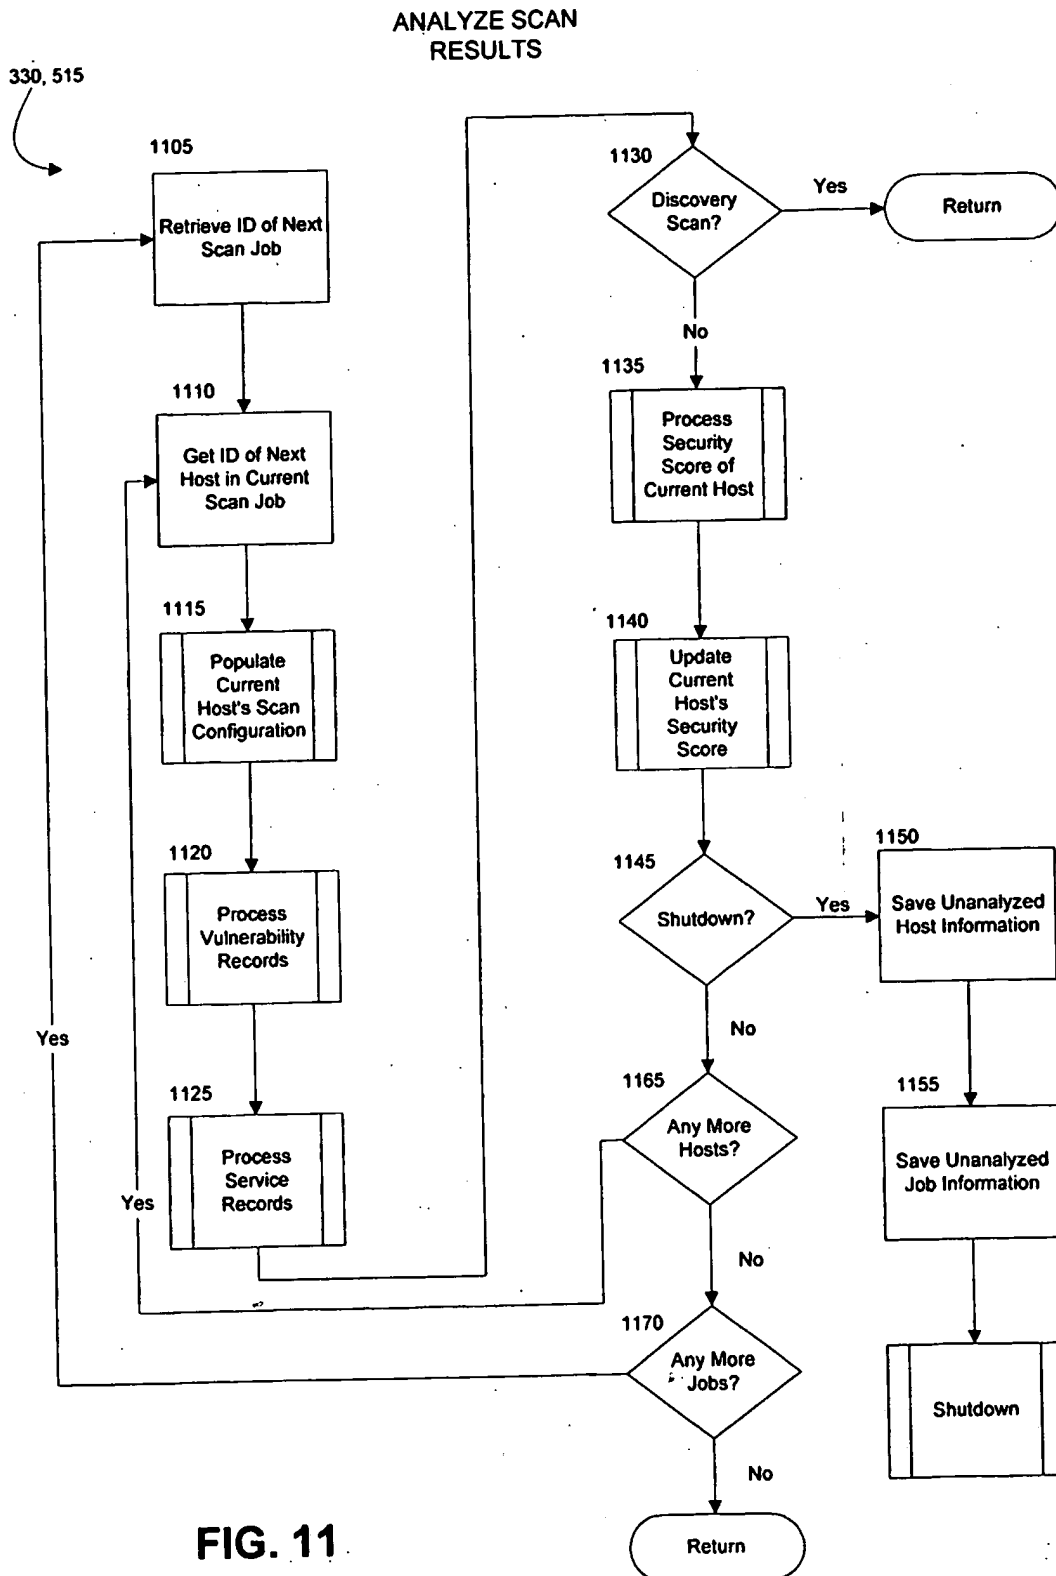 ANALYZE SCAN
RESULTS
330, 515
1105
Retrieve ID of Next
Scan Job
1110
Get ID of Next
Host in Current
Scan Job
1115
Populate
Current
Host's Scan
Configuration
1120
Process
Vulnerability
Records
Yes
1125
Process
Service
Records
Yes
1130
Discovery
Scan?
Yes
Return
No
1135
Process
Security
Score of
Current Host
1140
Update
Current
Host's
Security
Score
1145
Shutdown?
Yes
1150
Save Unanalyzed
Host Information
No
1155
Save Unanalyzed
Job Information
Shutdown
1165
Any More
Hosts?
No
1170
Any More
Jobs?
No
Return
FIG. 11